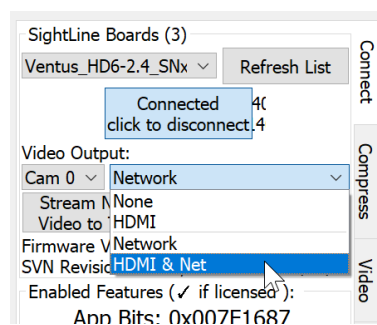 SightLine Boards (3)
Ventus_HD6-2.4_SNx Refresh List
Connected
click to disconnect .4
Video Output:
Cam 0 Network
Stream N None
Video to HDMI
Firmware V Network
SVN Revisio HDMI & Net
Enabled Features (✓ if licensed ):
App Bits: 0x007F1687
Connect
Compress
Video